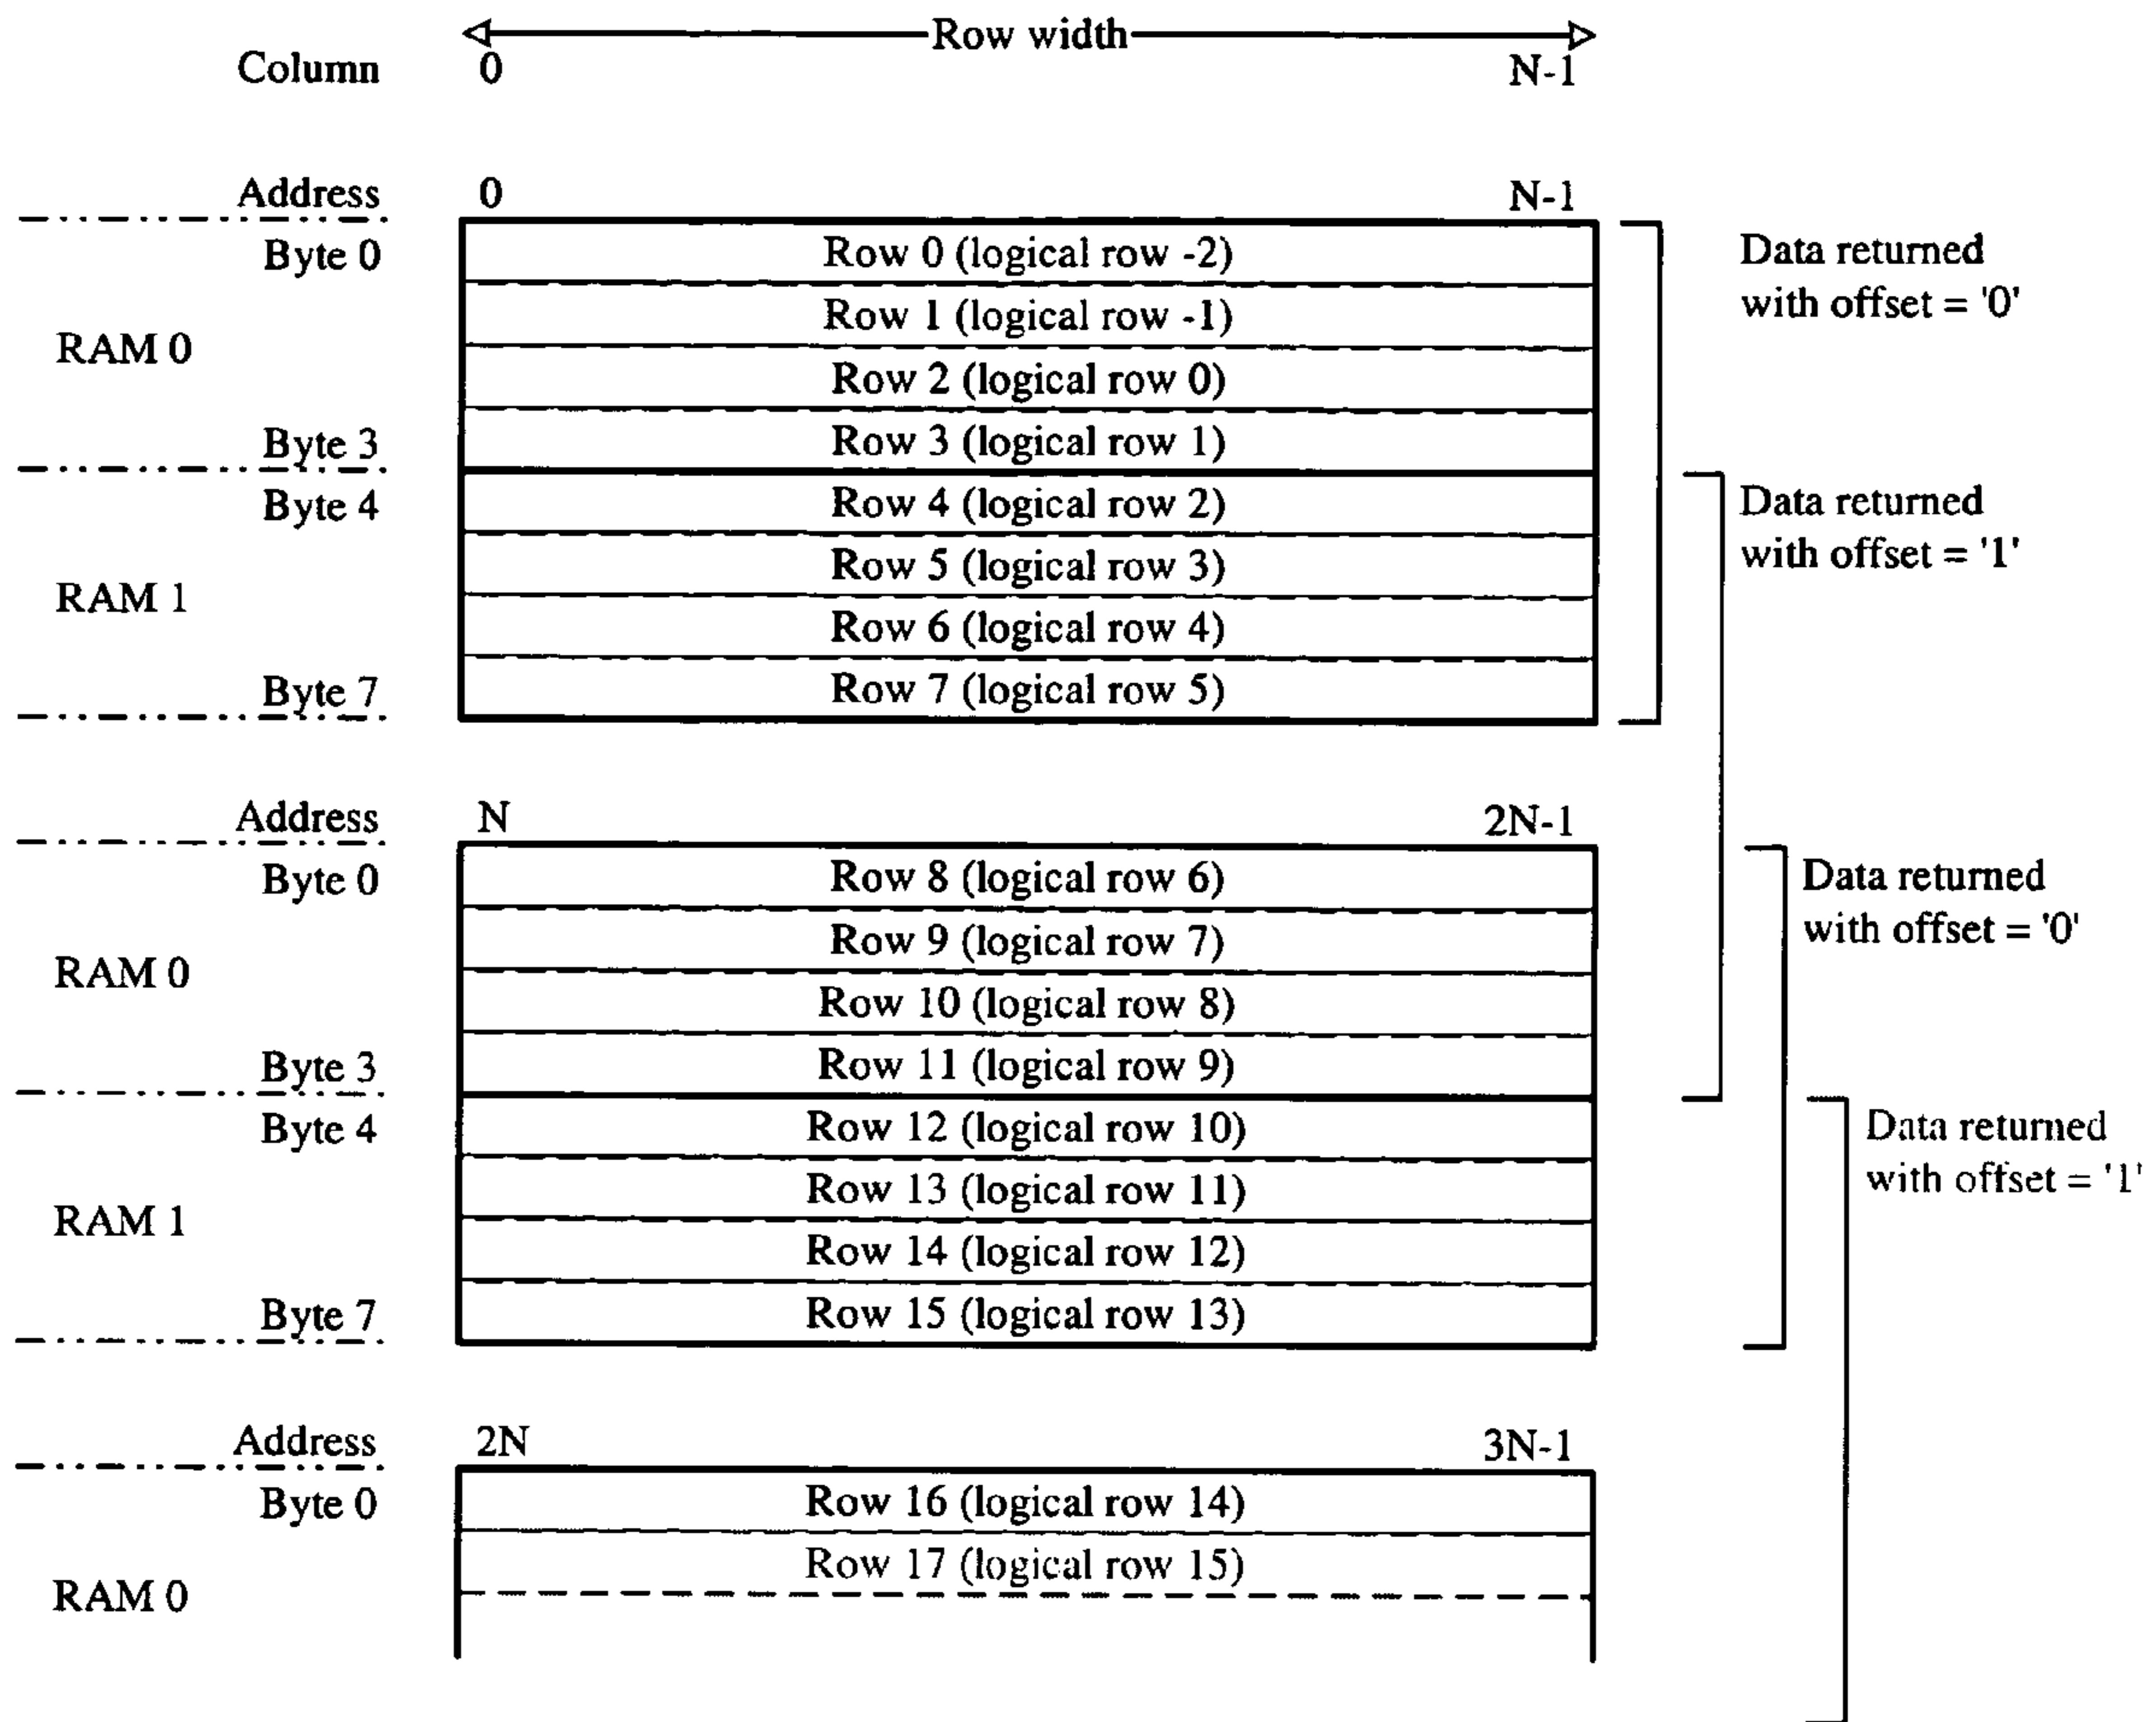 Row width
Column 0 N-1
Address 0 N-1
Byte 0 Row 0 (logical row -2) Data returned
with offset = '0'
Row 1 (logical row -1)
RAM 0
Row 2 (logical row 0)
Byte 3 Row 3 (logical row 1)
Byte 4 Row 4 (logical row 2) Data returned
with offset = '1'
Row 5 (logical row 3)
RAM 1
Row 6 (logical row 4)
Byte 7 Row 7 (logical row 5)
Address N 2N-1
Byte 0 Row 8 (logical row 6) Data returned
with offset = '0'
Row 9 (logical row 7)
RAM 0
Row 10 (logical row 8)
Byte 3 Row 11 (logical row 9)
Byte 4 Row 12 (logical row 10) Data returned
with offset = '1'
Row 13 (logical row 11)
RAM 1
Row 14 (logical row 12)
Byte 7 Row 15 (logical row 13)
Address 2N 3N-1
Byte 0 Row 16 (logical row 14)
Row 17 (logical row 15)
RAM 0